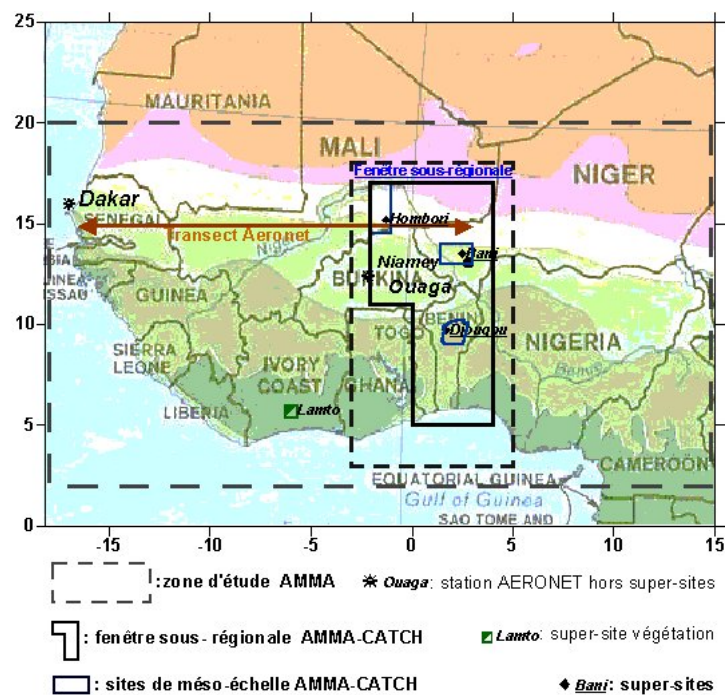 25
20
15
10
5
0
MAURITANIA
MALI
NIGER
Fenêtre sous-régionale
Dakar
SENEGAL
Hombori
Transect Aeronet
Niger
Niamey
Bani
BURKINA
Ouaga
GUINEA
ISSAU
BENIN
TOGO
Djougou
NIGERIA
SIERRA
LEONE
IVORY
COAST
GHANA
Benue
Lamto
LIBERIA
CAMEROON
EQUATORIAL GUINEA
Gulf of Guinea
SAO TOME AND
-15 -10 -5 0 5 10 15
: zone d'étude AMMA
Ouaga: station AERONET hors super-sites
: fenêtre sous-régionale AMMA-CATCH
Lamto: super-site végétation
: sites de méso-échelle AMMA-CATCH
Bani: super-sites